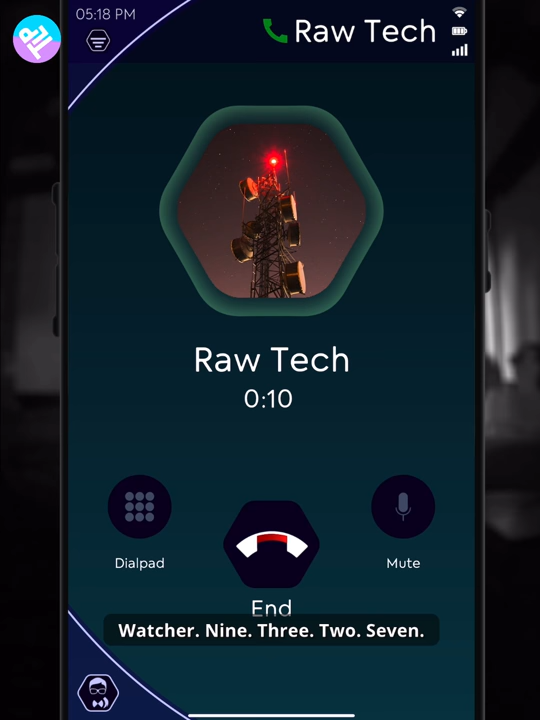 05:18 PM
Raw Tech
Raw Tech
0:10
Dialpad
Mute
End
Watcher. Nine. Three. Two. Seven.